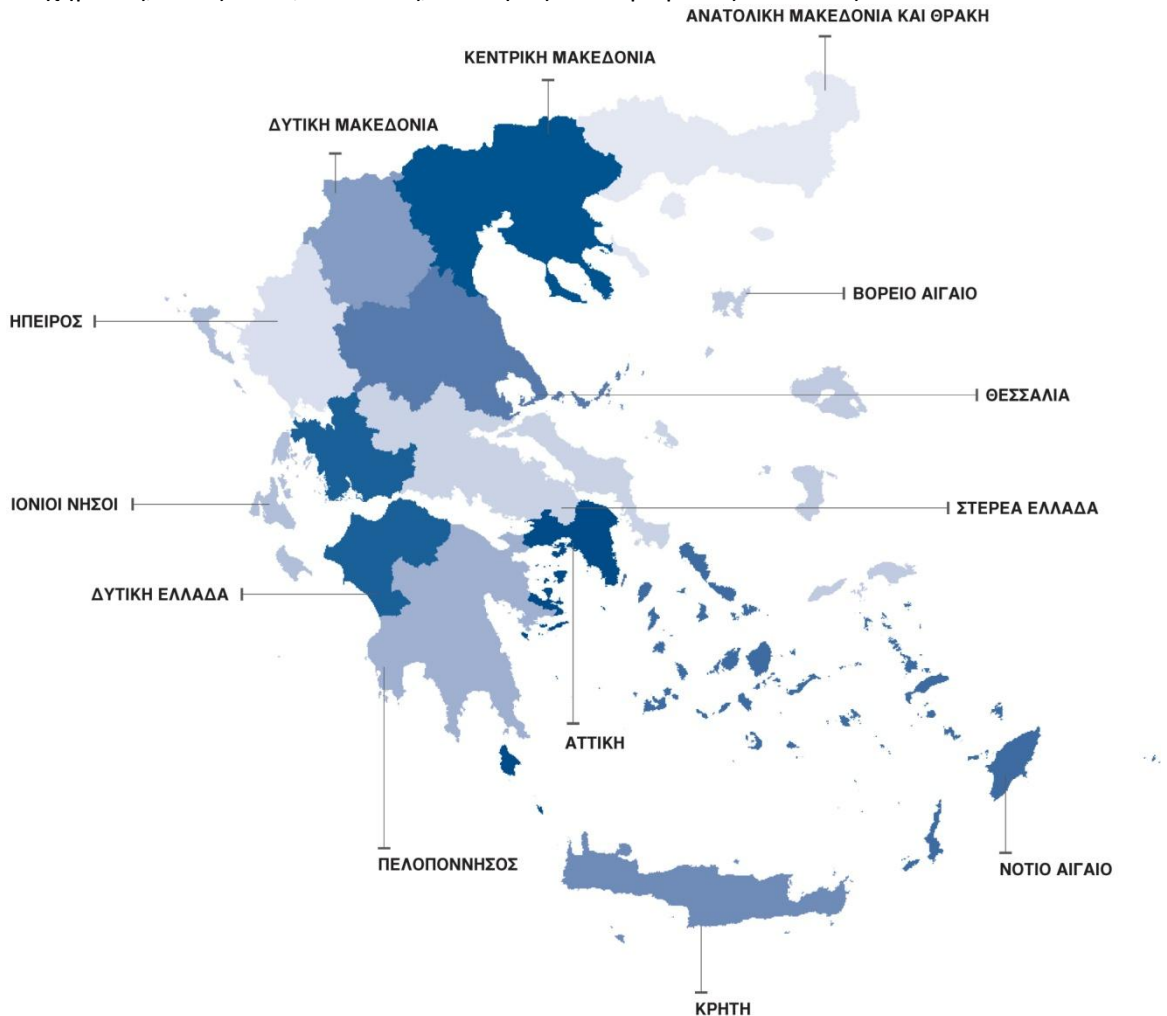 ΑΝΑΤΟΛΙΚΗ ΜΑΚΕΔΟΝΙΑ ΚΑΙ ΘΡΑΚΗ
ΚΕΝΤΡΙΚΗ ΜΑΚΕΔΟΝΙΑ
ΔΥΤΙΚΗ ΜΑΚΕΔΟΝΙΑ
ΒΟΡΕΙΟ ΑΙΓΑΙΟ
ΗΠΕΙΡΟΣ
ΘΕΣΣΑΛΙΑ
ΙΟΝΙΟΙ ΝΗΣΟΙ
ΣΤΕΡΕΑ ΕΛΛΑΔΑ
ΔΥΤΙΚΗ ΕΛΛΑΔΑ
ΑΤΤΙΚΗ
ΠΕΛΟΠΟΝΝΗΣΟΣ
ΝΟΤΙΟ ΑΙΓΑΙΟ
ΚΡΗΤΗ